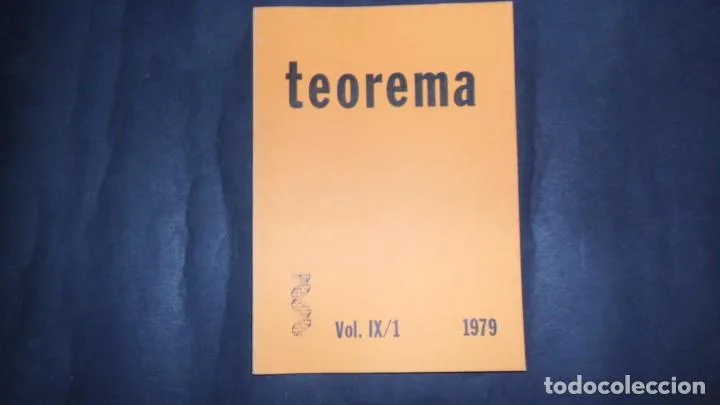 teorema
Vol. IX/1 1979
todocoleccion